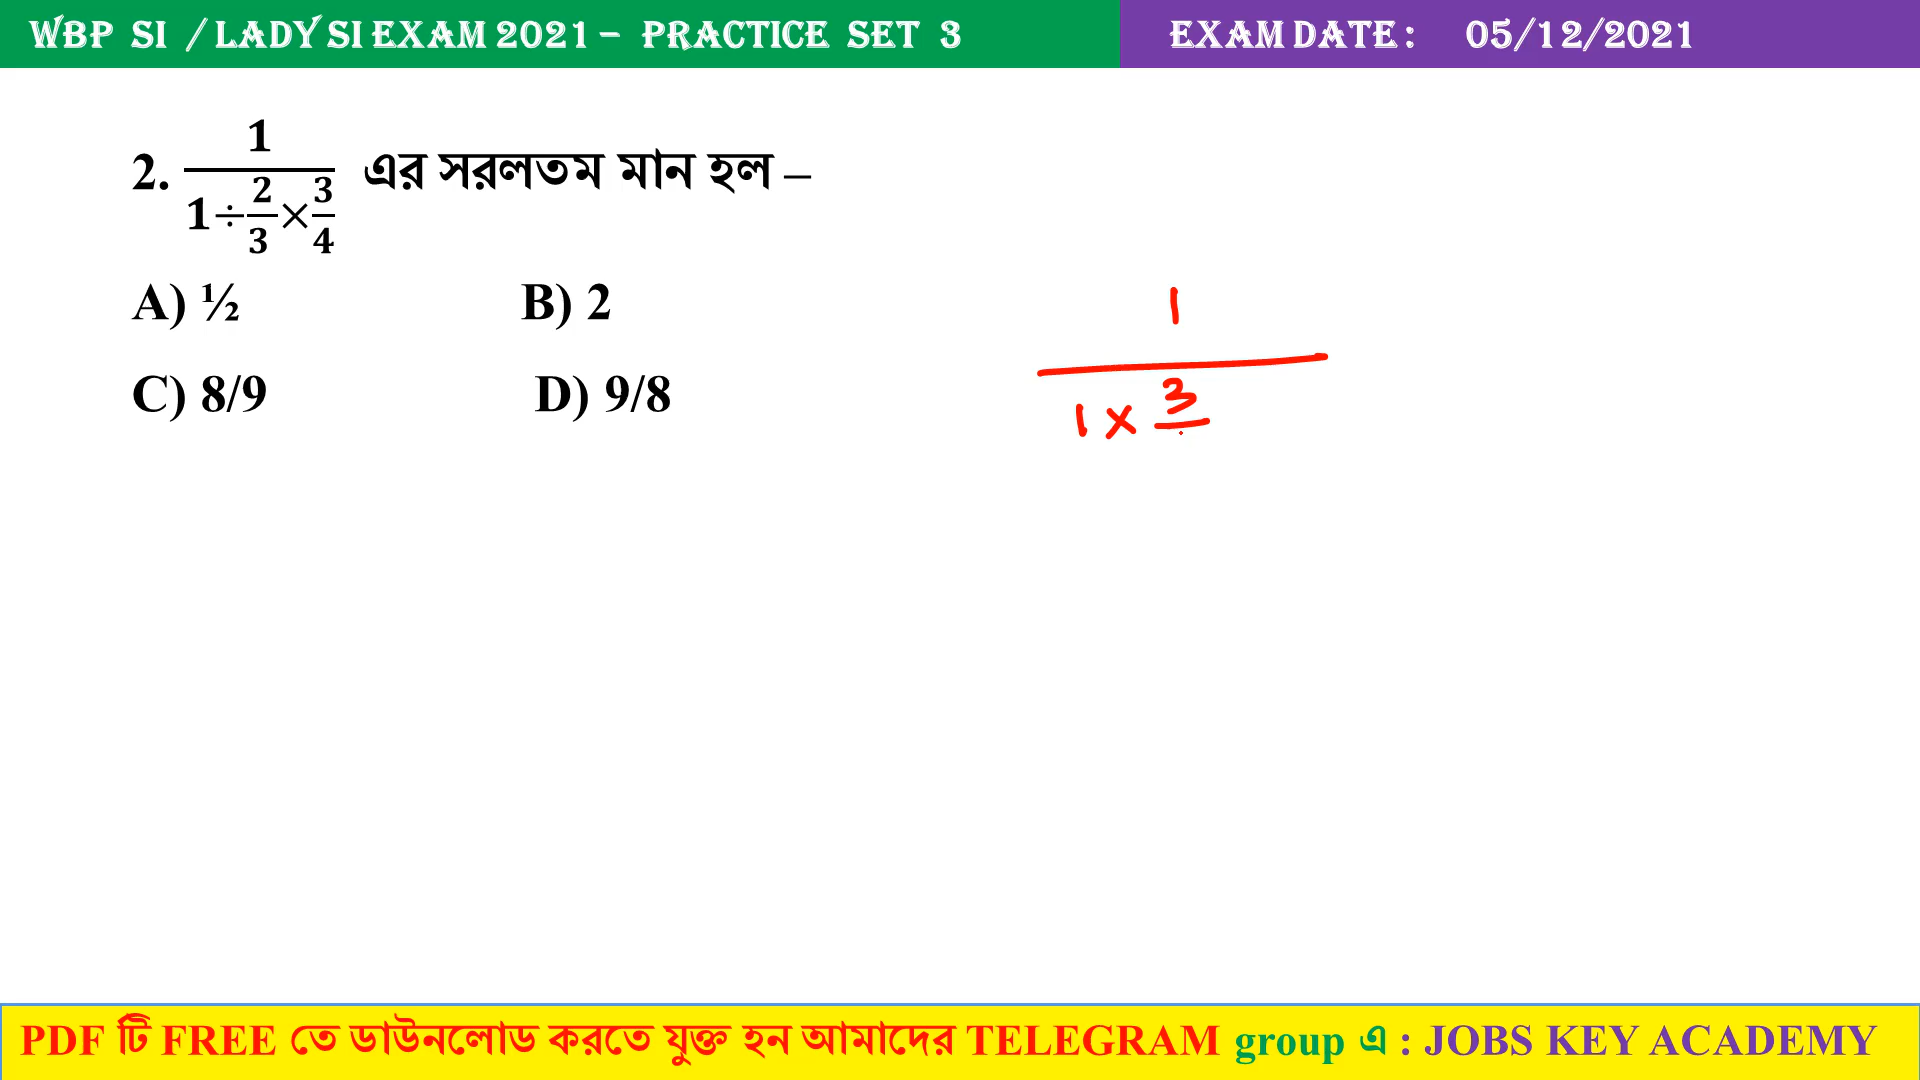 WBP SI / LADY SI EXAM 2021 – PRACTICE SET 3
EXAM DATE : 05/12/2021
2. 1/(1÷2/3×3/4) এর সরলতম মান হল –
A) ½ B) 2
C) 8/9 D) 9/8
1
1 × 3
PDF টি FREE তে ডাউনলোড করতে যুক্ত হন আমাদের TELEGRAM group এ : JOBS KEY ACADEMY